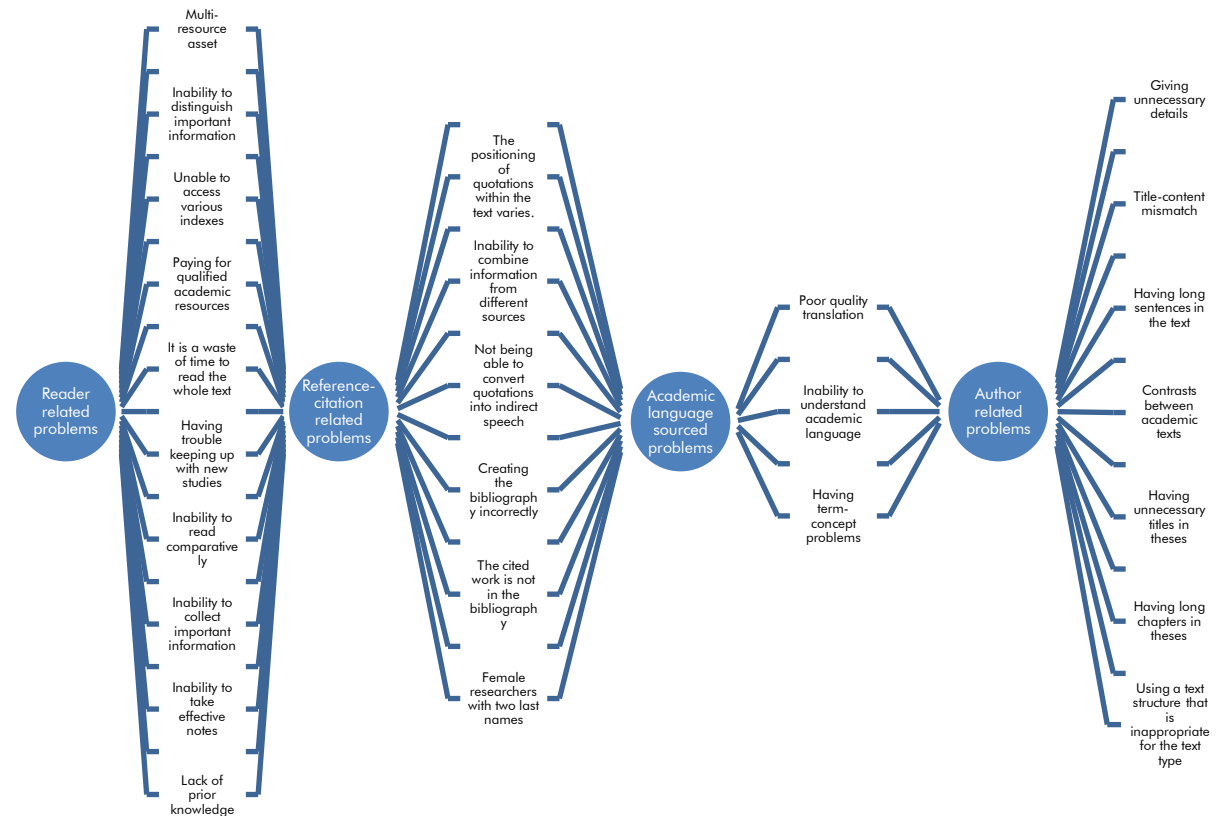 Reader
related
problems
Multi-
resource
asset
Inability to
distinguish
important
information
Unable to
access
various
indexes
Paying for
qualified
academic
resources
It is a waste
of time to
read the
whole text
Having
trouble
keeping up
with new
studies
Inability to
read
comparative
ly
Inability to
collect
important
information
Inability to
take
effective
notes
Lack of
prior
knowledge
Reference-
citation
related
problems
The
positioning
of
quotations
within the
text varies.
Inability to
combine
information
from
different
sources
Not being
able to
convert
quotations
into indirect
speech
Creating
the
bibliograph
y incorrectly
The cited
work is not
in the
bibliograph
y
Female
researchers
with two last
names
Academic
language
sourced
problems
Poor quality
translation
Inability to
understand
academic
language
Having
term-
concept
problems
Author
related
problems
Giving
unnecessary
details
Title-content
mismatch
Having long
sentences in
the text
Contrasts
between
academic
texts
Having
unnecessary
titles in
theses
Having long
chapters in
theses
Using a text
structure that
is
inappropriate
for the text
type